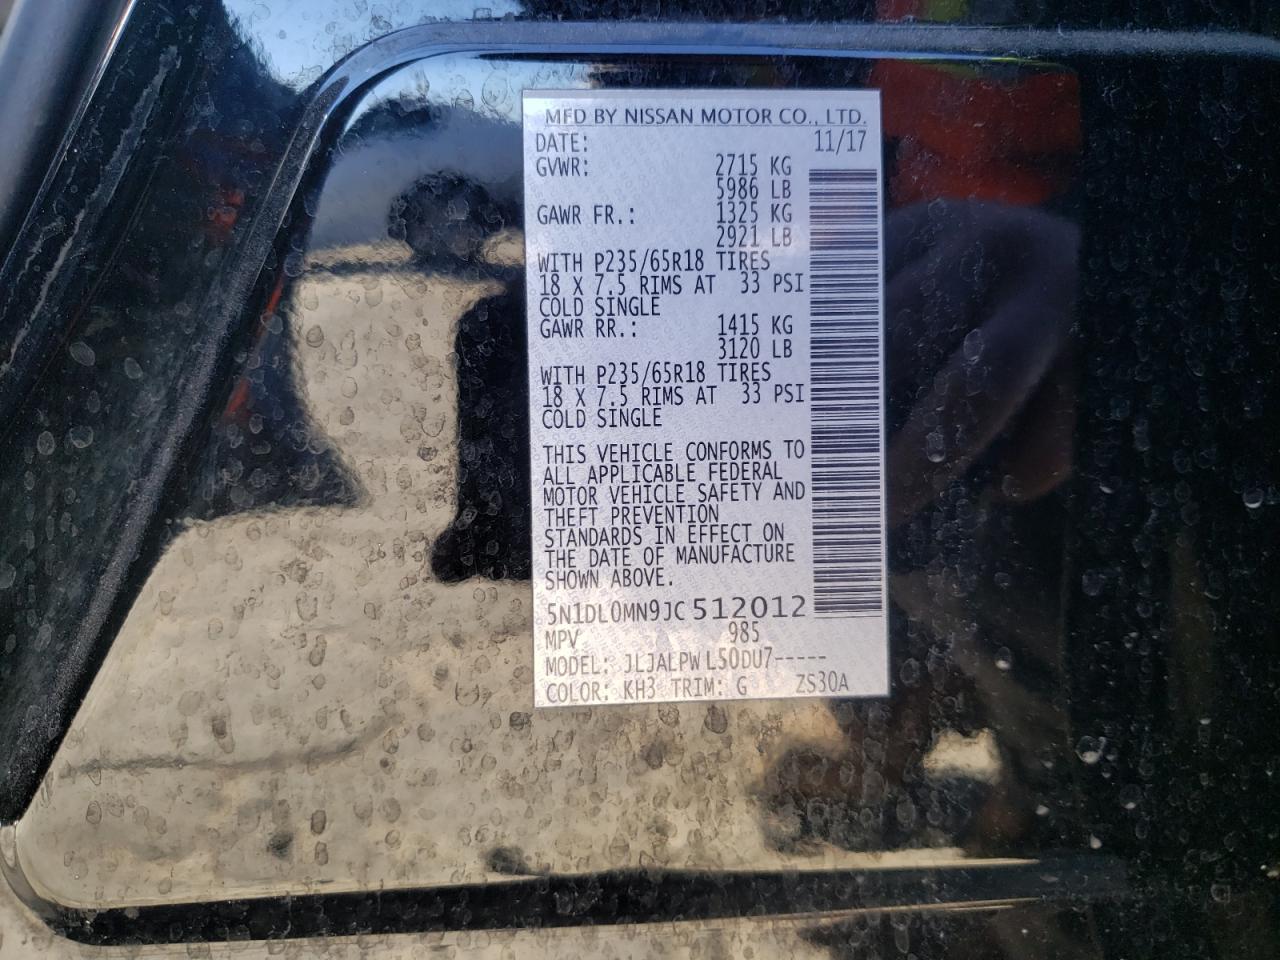 MFD BY NISSAN MOTOR CO., LTD.
DATE: 11/17
GVWR: 2715 KG
5986 LB
GAWR FR.: 1325 KG
2921 LB
WITH P235/65R18 TIRES
18 X 7.5 RIMS AT 33 PSI
COLD SINGLE
GAWR RR.: 1415 KG
3120 LB
WITH P235/65R18 TIRES
18 X 7.5 RIMS AT 33 PSI
COLD SINGLE
THIS VEHICLE CONFORMS TO
ALL APPLICABLE FEDERAL
MOTOR VEHICLE SAFETY AND
THEFT PREVENTION
STANDARDS IN EFFECT ON
THE DATE OF MANUFACTURE
SHOWN ABOVE.
5N1DL0MN9JC512012
MPV 985
MODEL: JLJALPWL50DU7-----
COLOR: KH3 TRIM: G ZS30A